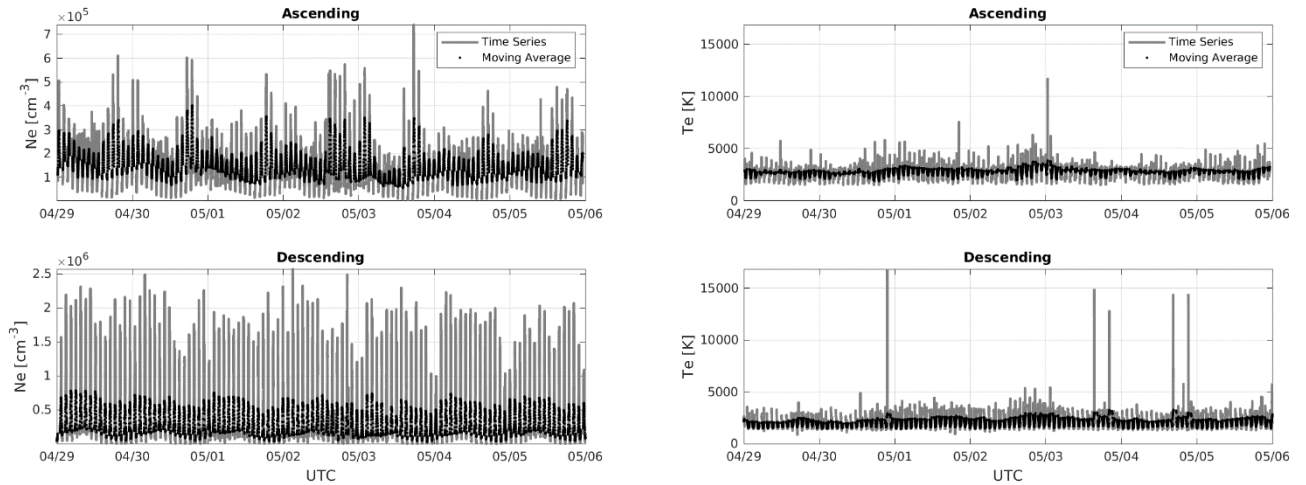 Ascending
×10^5
Ne [cm^-3]
7
6
5
4
3
2
1
Time Series
Moving Average
04/29 04/30 05/01 05/02 05/03 05/04 05/05 05/06
Ascending
Te [K]
15000
10000
5000
0
Time Series
Moving Average
04/29 04/30 05/01 05/02 05/03 05/04 05/05 05/06
Descending
×10^6
Ne [cm^-3]
2.5
2
1.5
1
0.5
04/29 04/30 05/01 05/02 05/03 05/04 05/05 05/06
UTC
Descending
Te [K]
15000
10000
5000
0
04/29 04/30 05/01 05/02 05/03 05/04 05/05 05/06
UTC